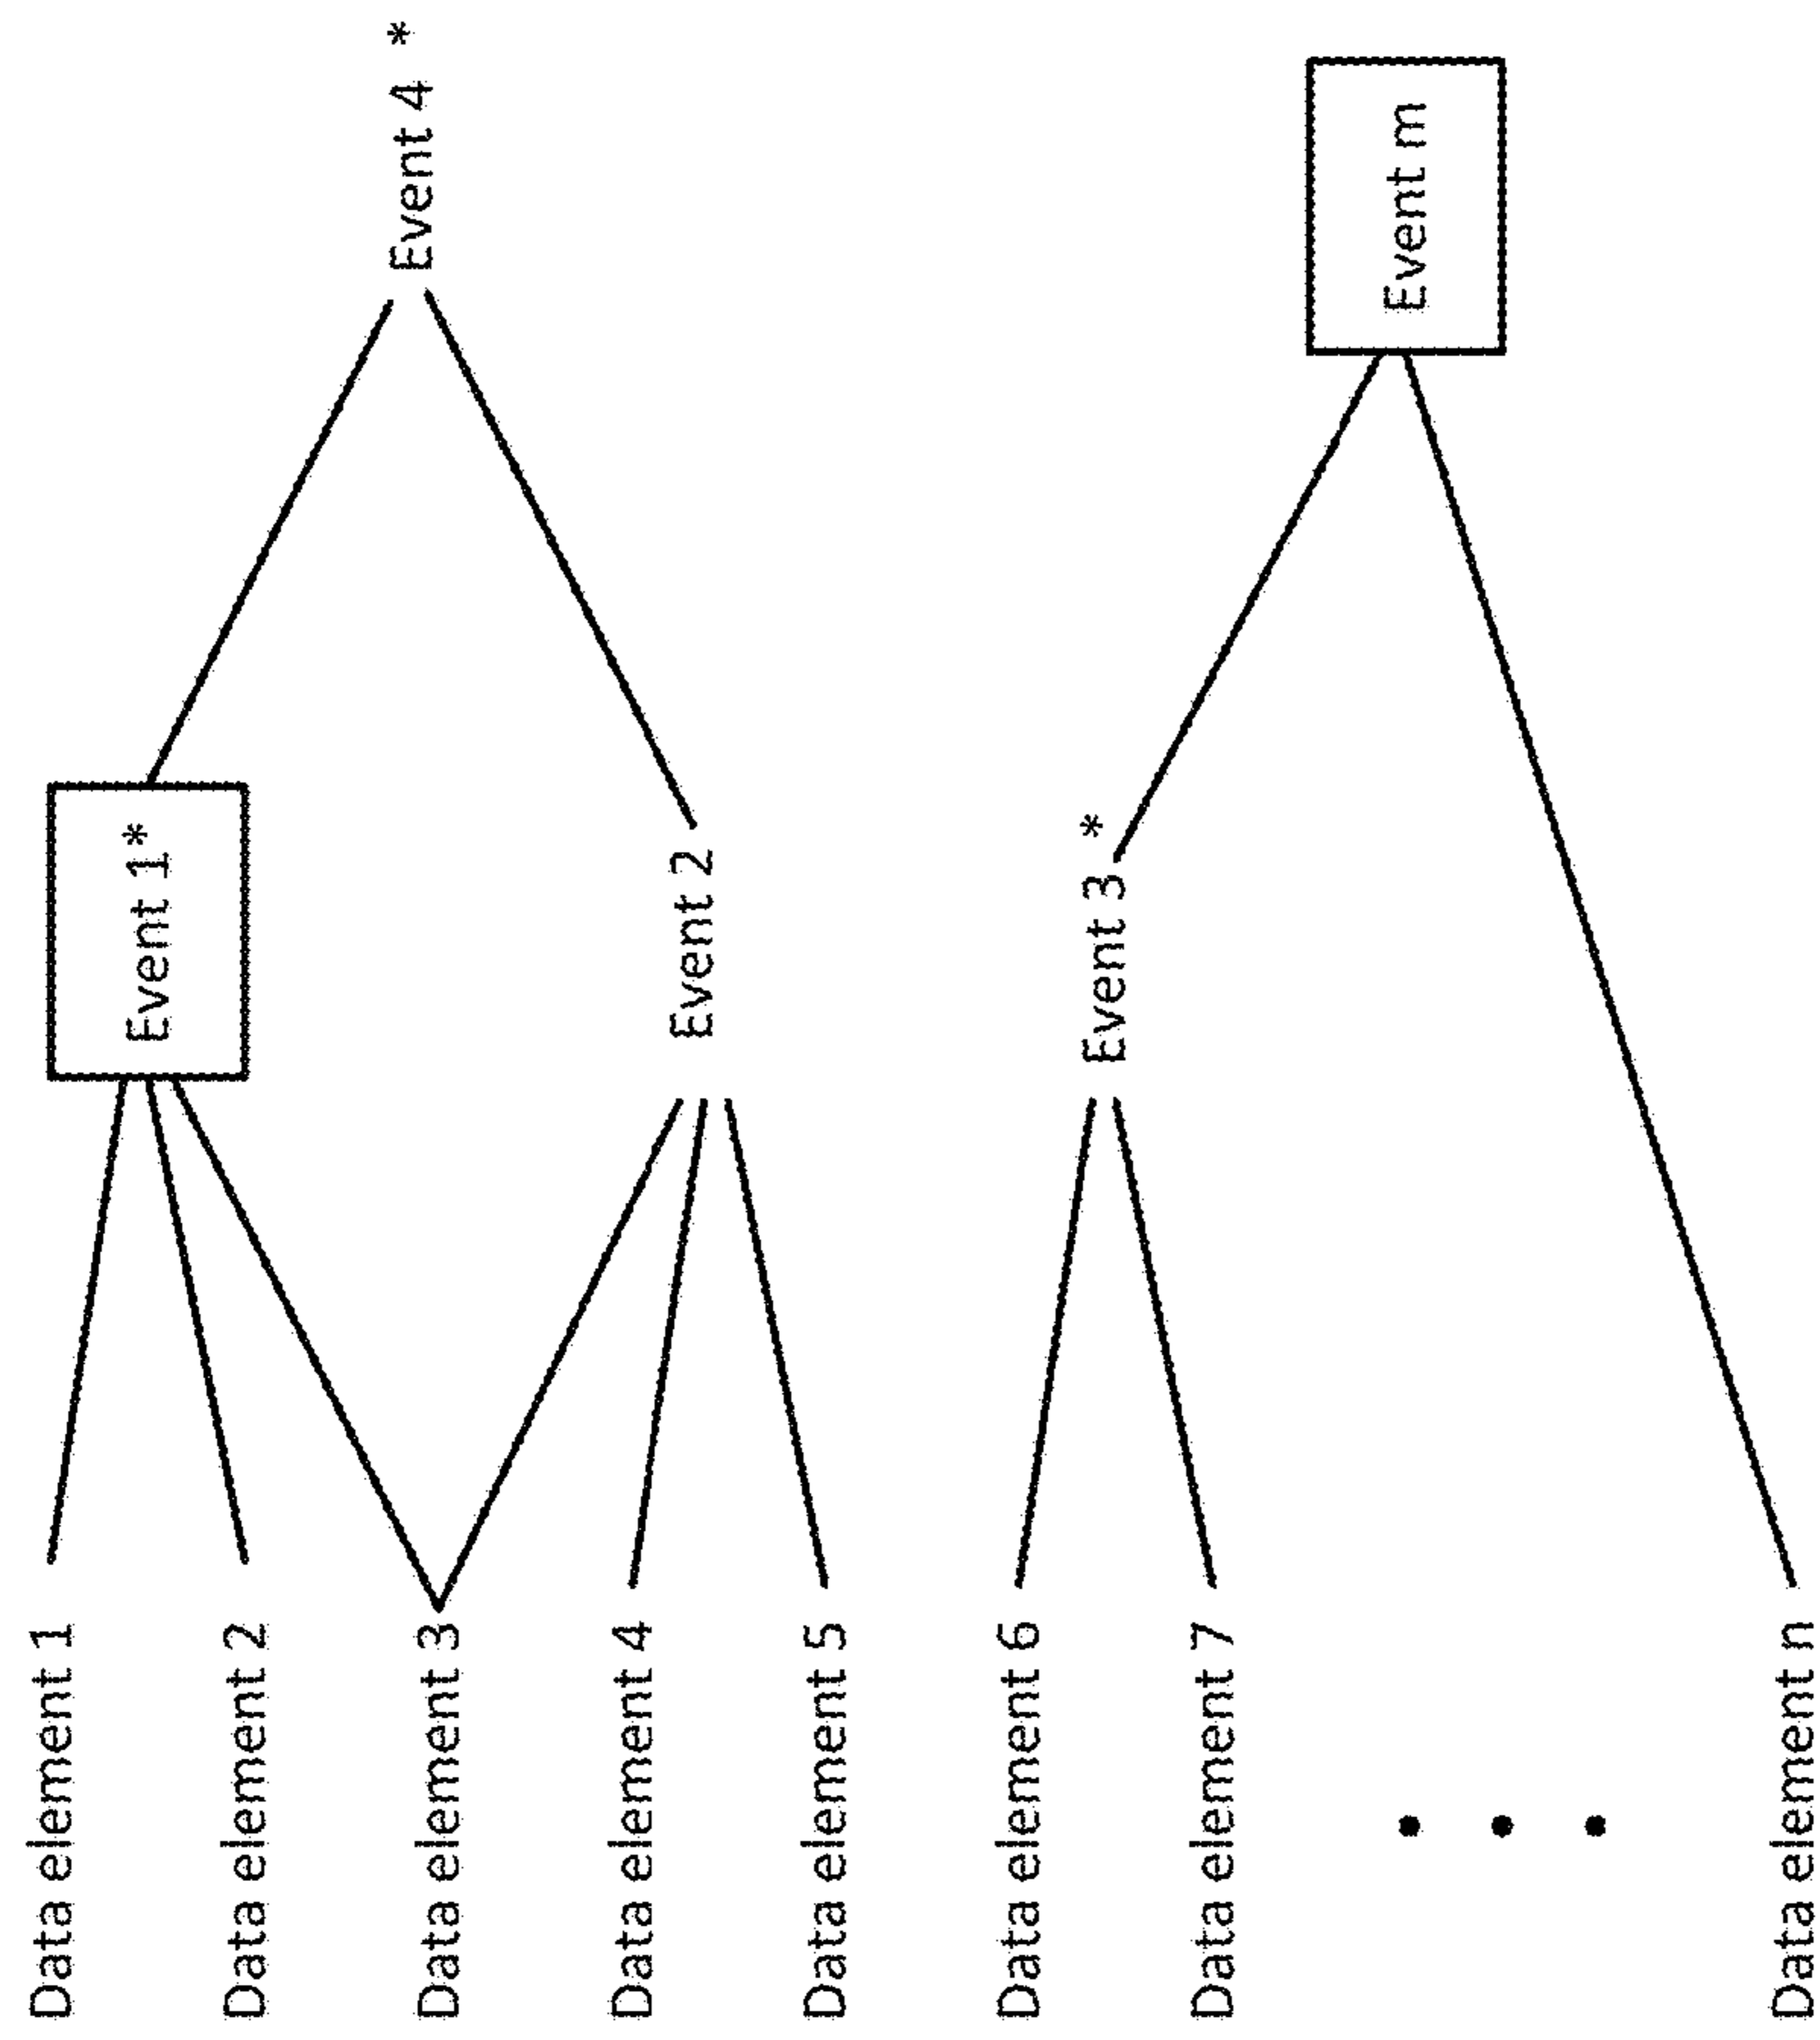 Data element 1
Data element 2
Data element 3
Data element 4
Data element 5
Data element 6
Data element 7
Data element n
Event 1*
Event 2
Event 3 *
Event 4 *
Event m